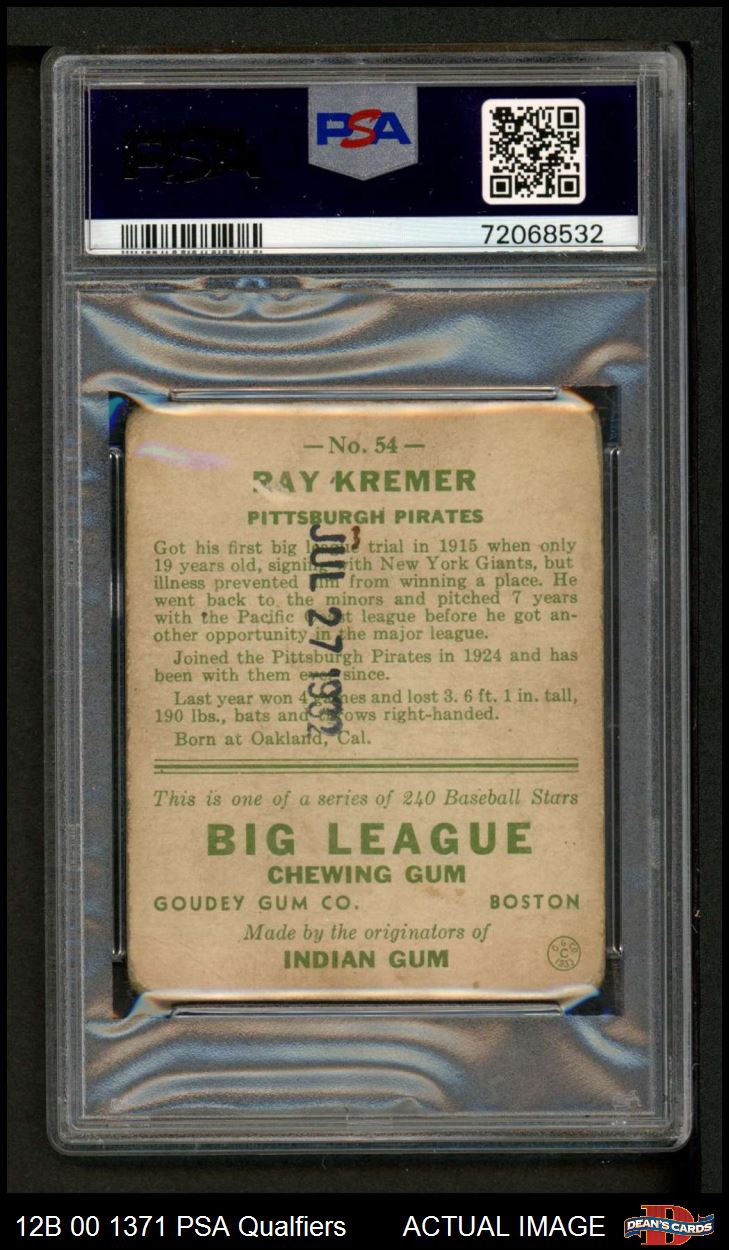 PSA
PSA
72068532
— No. 54 —
RAY KREMER
PITTSBURGH PIRATES
Got his first big league trial in 1915 when only
19 years old, signing with New York Giants, but
illness prevented him from winning a place. He
went back to the minors and pitched 7 years
with the Pacific Coast league before he got an-
other opportunity in the major league.
Joined the Pittsburgh Pirates in 1924 and has
been with them ever since.
Last year won 4 games and lost 3. 6 ft. 1 in. tall,
190 lbs., bats and throws right-handed.
Born at Oakland, Cal.
JUL 27 1932
This is one of a series of 240 Baseball Stars
BIG LEAGUE
CHEWING GUM
GOUDEY GUM CO. BOSTON
Made by the originators of
INDIAN GUM
O.G.CO.
C
1933
12B 00 1371 PSA Qualfiers ACTUAL IMAGE
DEAN'S CARDS